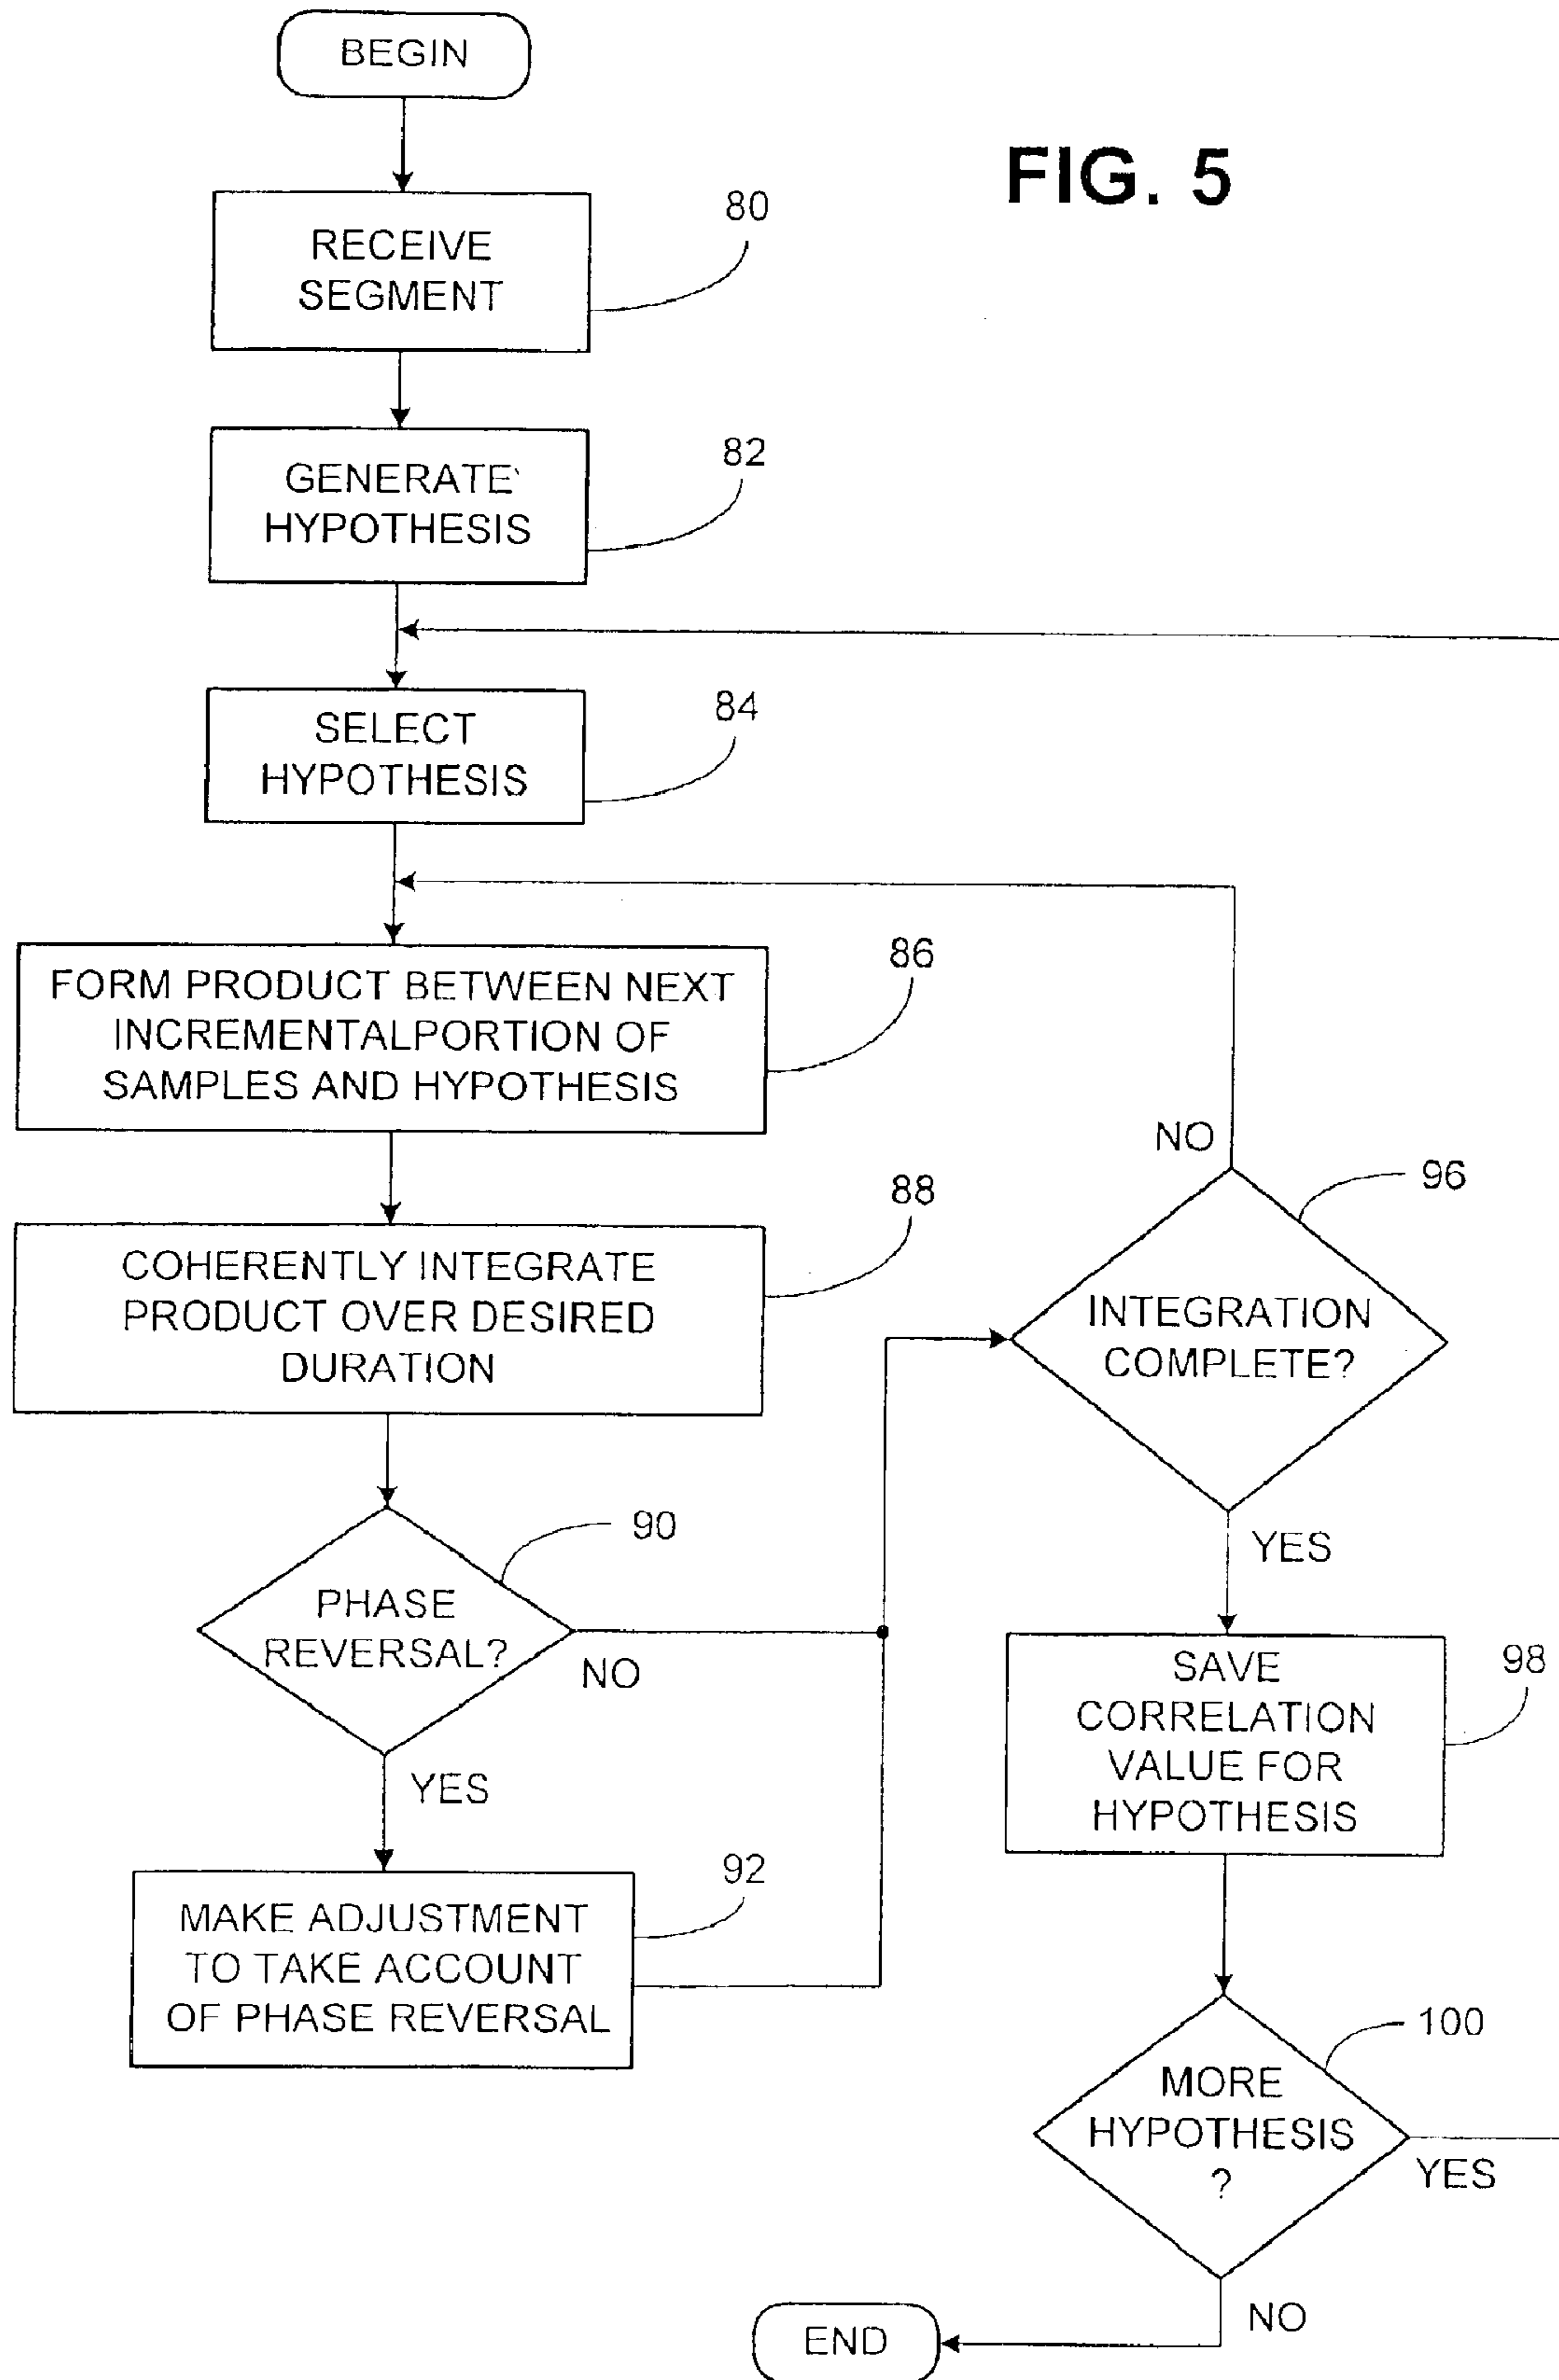 BEGIN
FIG. 5
80
RECEIVE
SEGMENT
82
GENERATE
HYPOTHESIS
84
SELECT
HYPOTHESIS
86
FORM PRODUCT BETWEEN NEXT
INCREMENTALPORTION OF
SAMPLES AND HYPOTHESIS
88
COHERENTLY INTEGRATE
PRODUCT OVER DESIRED
DURATION
90
PHASE
REVERSAL?
NO
YES
92
MAKE ADJUSTMENT
TO TAKE ACCOUNT
OF PHASE REVERSAL
NO
96
INTEGRATION
COMPLETE?
YES
98
SAVE
CORRELATION
VALUE FOR
HYPOTHESIS
100
MORE
HYPOTHESIS
?
YES
NO
END